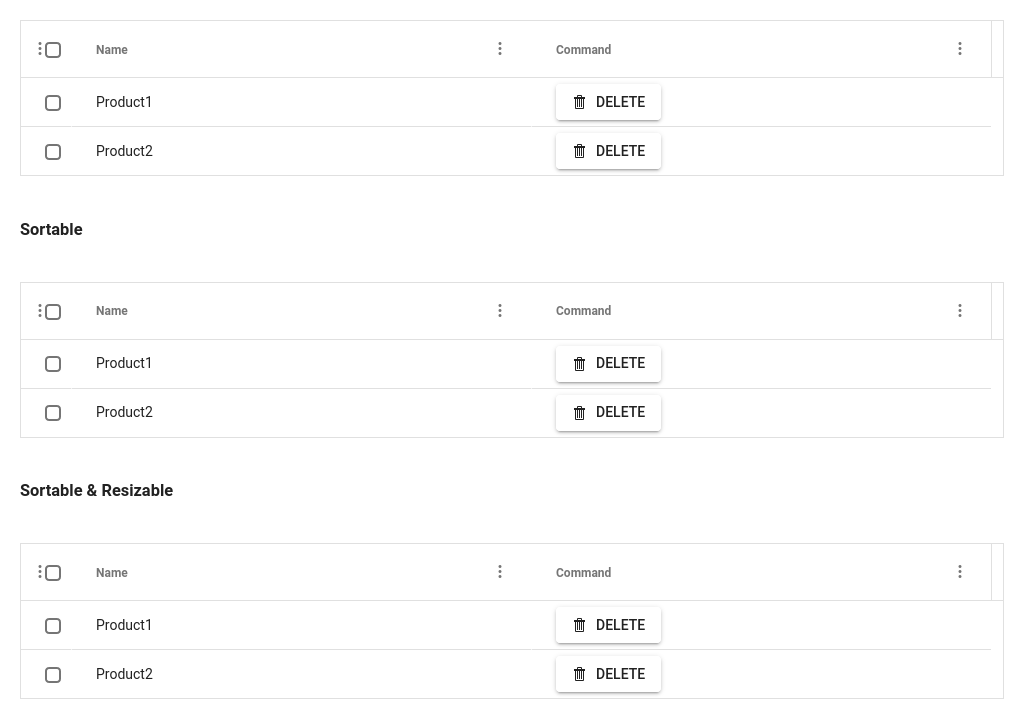 Name Command
Product1 DELETE
Product2 DELETE
Sortable
Name Command
Product1 DELETE
Product2 DELETE
Sortable & Resizable
Name Command
Product1 DELETE
Product2 DELETE